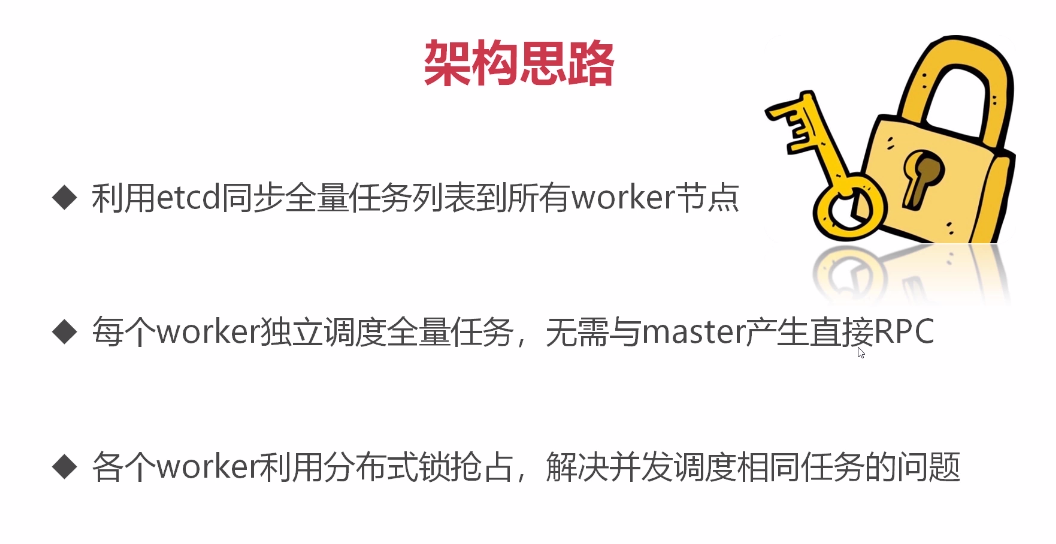 架构思路
◆ 利用etcd同步全量任务列表到所有worker节点
◆ 每个worker独立调度全量任务，无需与master产生直接RPC
◆ 各个worker利用分布式锁抢占，解决并发调度相同任务的问题